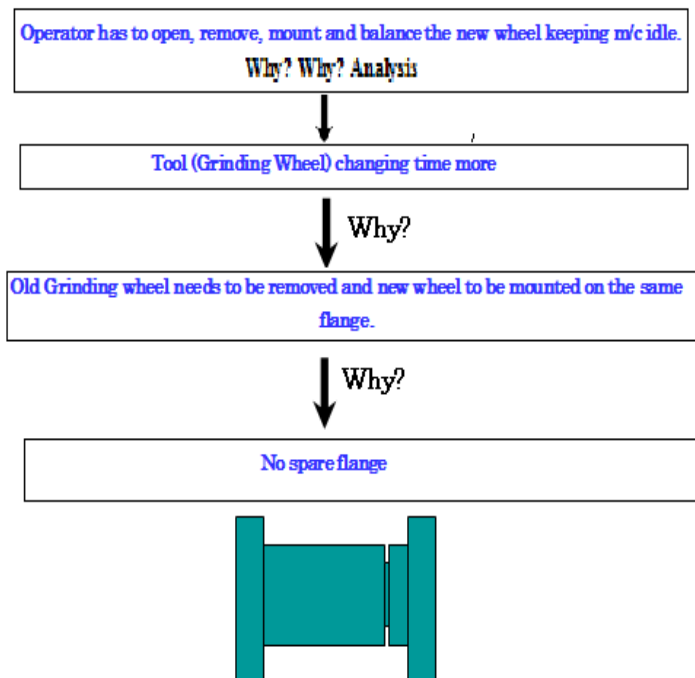 Operator has to open, remove, mount and balance the new wheel keeping m/c idle.
Why? Why? Analysis
Tool (Grinding Wheel) changing time more
Why?
Old Grinding wheel needs to be removed and new wheel to be mounted on the same
flange.
Why?
No spare flange